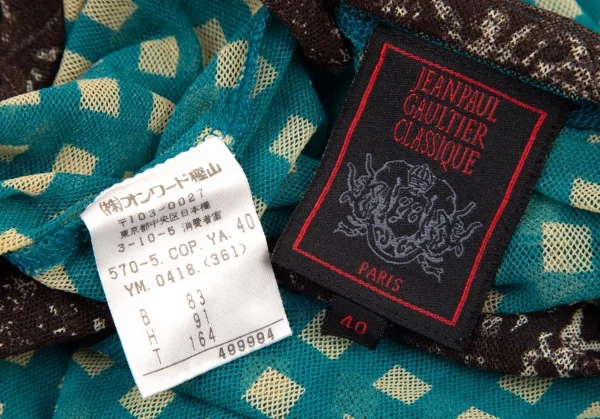 (株)オンワード樫山
〒103-0027
東京都中央区日本橋
3-10-5 消費者室
570-5. COP. YA. 40
YM. 0418. <361>
B 83
H 91
T 164
499994
JEANPAUL
GAULTIER
CLASSIQUE
PARIS
40